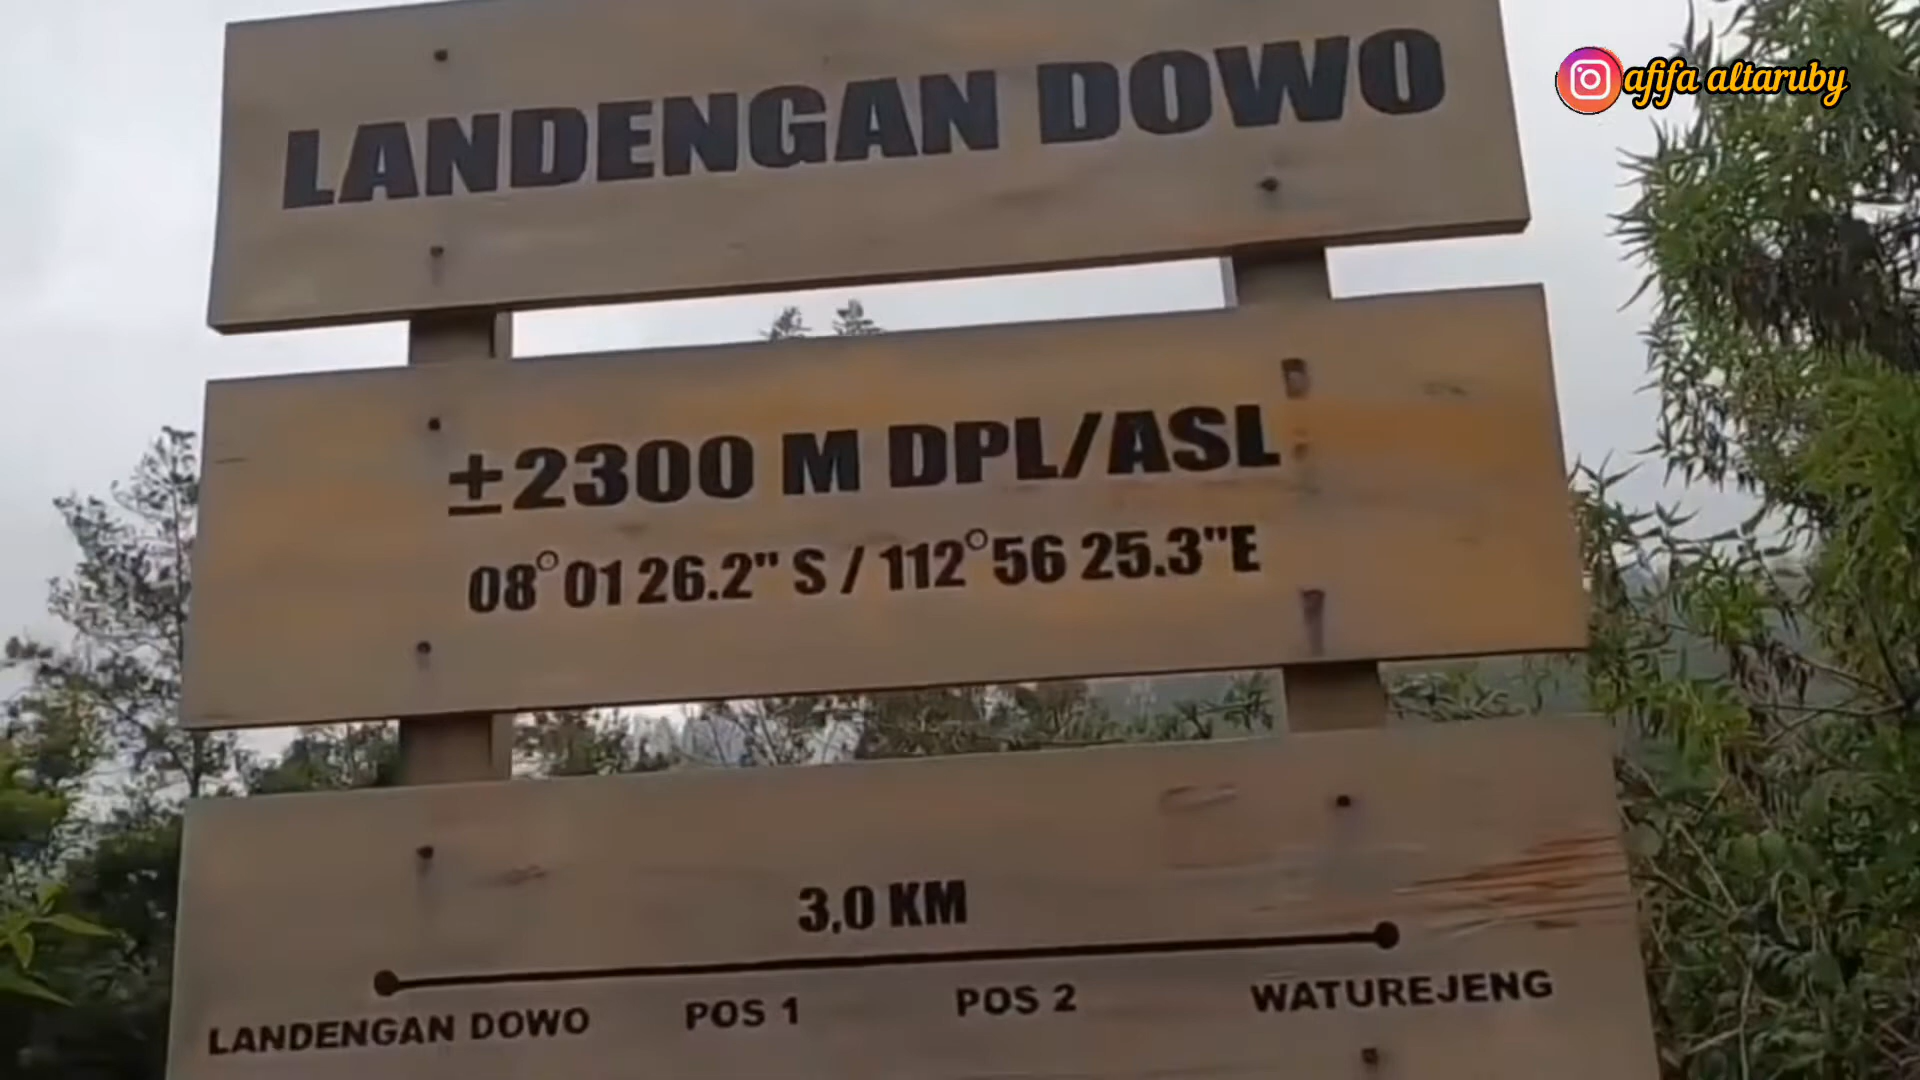 afifa altaruby
LANDENGAN DOWO
±2300 M DPL/ASL
08°01 26.2" S / 112°56 25.3"E
3,0 KM
LANDENGAN DOWO POS 1 POS 2 WATUREJENG